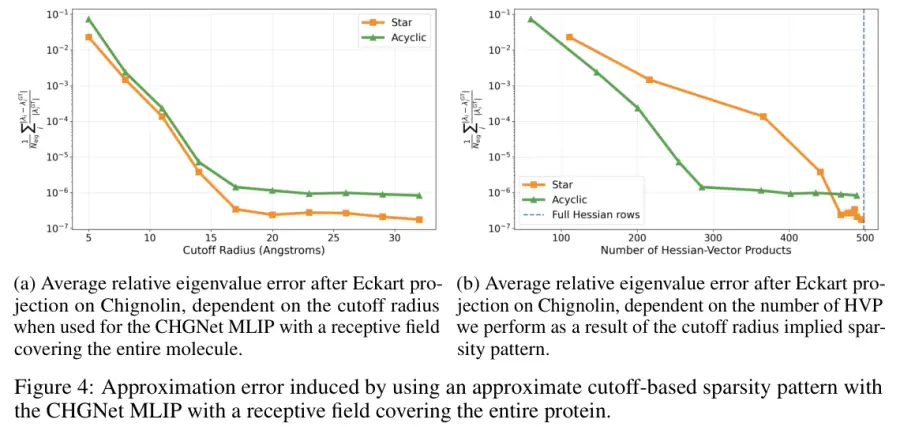 10⁻¹
10⁻²
10⁻³
10⁻⁴
10⁻⁵
10⁻⁶
10⁻⁷
5
10
15
20
25
30
Cutoff Radius (Angstroms)
Star
Acyclic
10⁻¹
10⁻²
10⁻³
10⁻⁴
10⁻⁵
10⁻⁶
10⁻⁷
100
200
300
400
500
Number of Hessian-Vector Products
Star
Acyclic
Full Hessian rows
(a) Average relative eigenvalue error after Eckart pro-
jection on Chignolin, dependent on the cutoff radius
when used for the CHGNet MLIP with a receptive field
covering the entire molecule.
(b) Average relative eigenvalue error after Eckart pro-
jection on Chignolin, dependent on the number of HVP
we perform as a result of the cutoff radius implied spar-
sity pattern.
Figure 4: Approximation error induced by using an approximate cutoff-based sparsity pattern with
the CHGNet MLIP with a receptive field covering the entire protein.